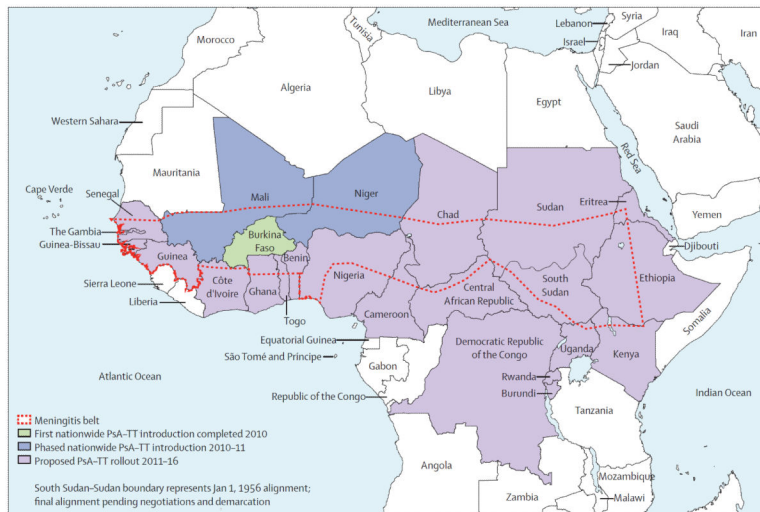 Mediterranean Sea
Lebanon
Syria
Israel
Iraq
Iran
Morocco
Tunisia
Jordan
Algeria
Libya
Egypt
Western Sahara
Saudi
Arabia
Red Sea
Mauritania
Cape Verde
Senegal
Mali
Niger
Chad
Sudan
Eritrea
Yemen
The Gambia
Guinea-Bissau
Burkina
Faso
Djibouti
Guinea
Benin
Nigeria
Sierra Leone
Côte
d'Ivoire
Ghana
Central
African Republic
South
Sudan
Ethiopia
Liberia
Togo
Cameroon
Somalia
Equatorial Guinea
Democratic Republic
of the Congo
Uganda
Kenya
São Tomé and Principe
Gabon
Rwanda
Atlantic Ocean
Republic of the Congo
Burundi
Indian Ocean
Tanzania
Angola
Zambia
Mozambique
Malawi
Meningitis belt
First nationwide PsA–TT introduction completed 2010
Phased nationwide PsA–TT introduction 2010–11
Proposed PsA–TT rollout 2011–16
South Sudan–Sudan boundary represents Jan 1, 1956 alignment;
final alignment pending negotiations and demarcation